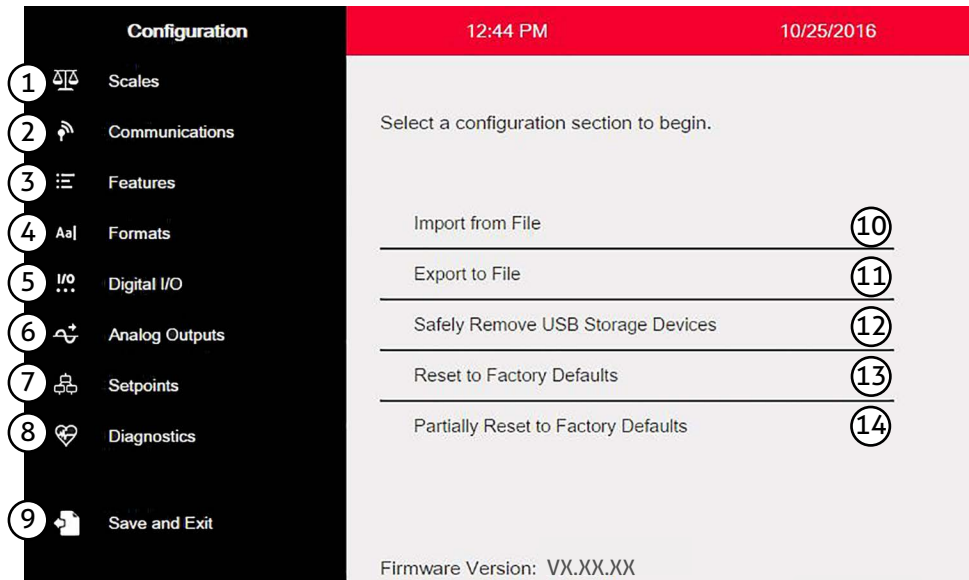 Configuration
12:44 PM
10/25/2016
1 Scales
2 Communications
3 Features
4 Aa Formats
5 I/O Digital I/O
6 Analog Outputs
7 Setpoints
8 Diagnostics
9 Save and Exit
Select a configuration section to begin.
Import from File 10
Export to File 11
Safely Remove USB Storage Devices 12
Reset to Factory Defaults 13
Partially Reset to Factory Defaults 14
Firmware Version: VX.XX.XX